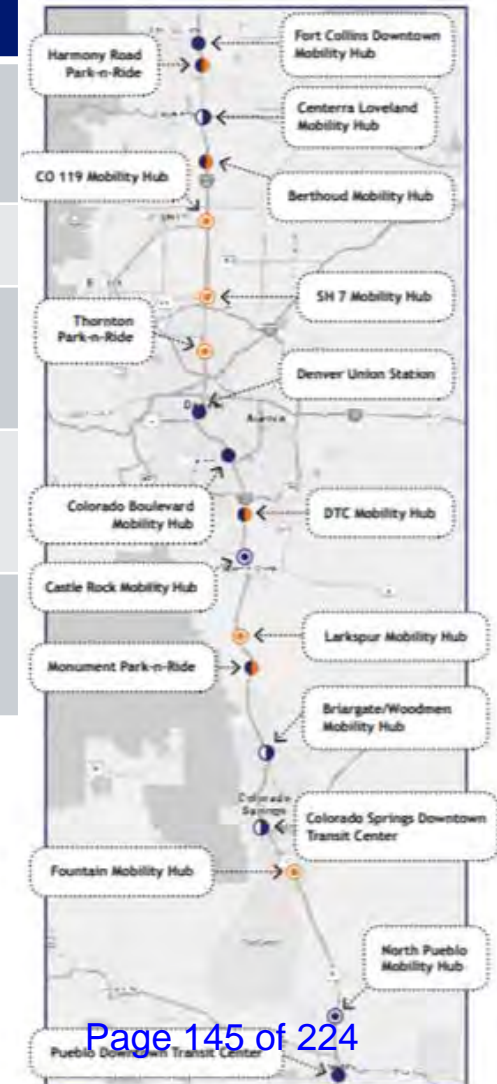 Fort Collins Downtown
Mobility Hub
Harmony Road
Park-n-Ride
Centerra Loveland
Mobility Hub
CO 119 Mobility Hub
Berthoud Mobility Hub
SH 7 Mobility Hub
Thornton
Park-n-Ride
Denver Union Station
Aurora
Colorado Boulevard
Mobility Hub
DTC Mobility Hub
Castle Rock Mobility Hub
Larkspur Mobility Hub
Monument Park-n-Ride
Briargate/Woodmen
Mobility Hub
Colorado
Springs
Colorado Springs Downtown
Transit Center
Fountain Mobility Hub
North Pueblo
Mobility Hub
Page 145 of 224
Pueblo Downtown Transit Center